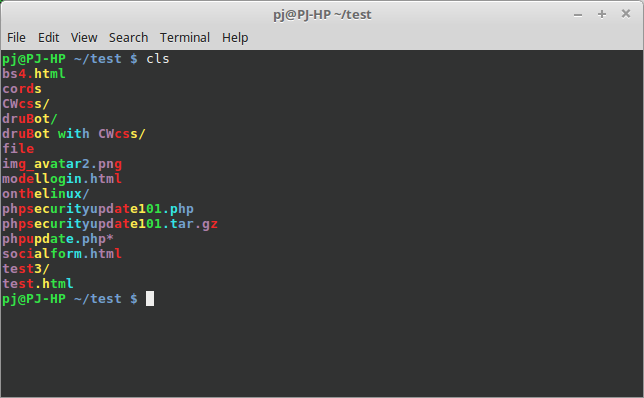 pj@PJ-HP ~/test
File Edit View Search Terminal Help
pj@PJ-HP ~/test $ cls
bs4.html
cords
CWcss/
druBot/
druBot with CWcss/
file
img_avatar2.png
modellogin.html
onthelinux/
phpsecurityupdate101.php
phpsecurityupdate101.tar.gz
phpupdate.php*
socialform.html
test3/
test.html
pj@PJ-HP ~/test $